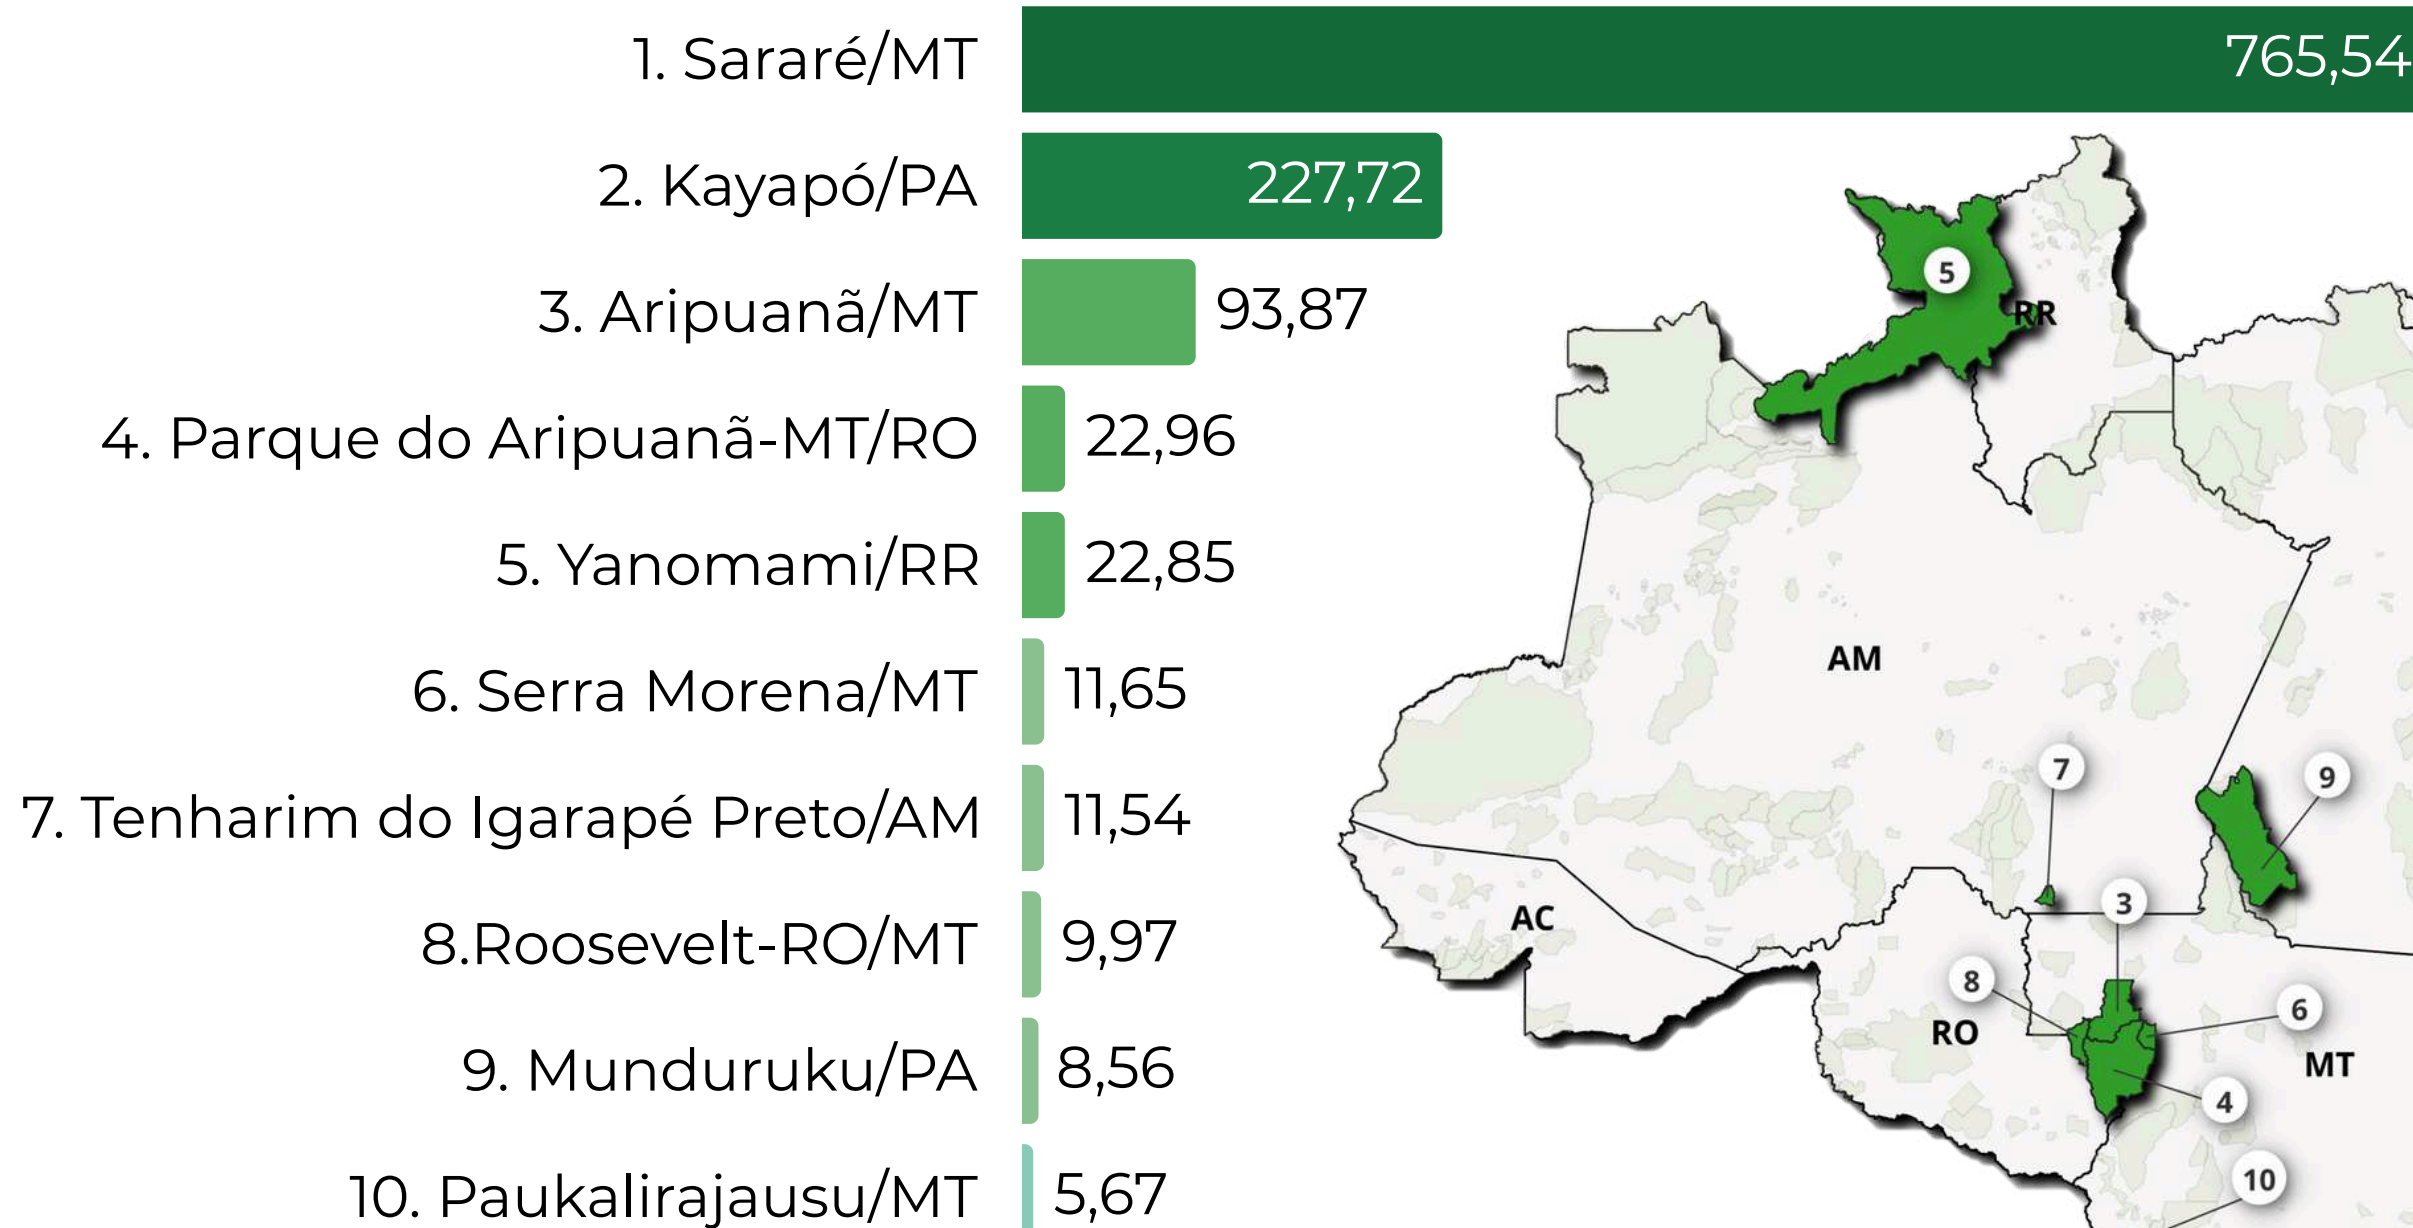 1. Sararé/MT 765,54
2. Kayapó/PA 227,72
3. Aripuanã/MT 93,87
4. Parque do Aripuanã-MT/RO 22,96
5. Yanomami/RR 22,85
6. Serra Morena/MT 11,65
7. Tenharim do Igarapé Preto/AM 11,54
8.Roosevelt-RO/MT 9,97
9. Munduruku/PA 8,56
10. Paukalirajausu/MT 5,67
5
RR
AM
7
9
3
AC
8
6
RO
MT
4
10